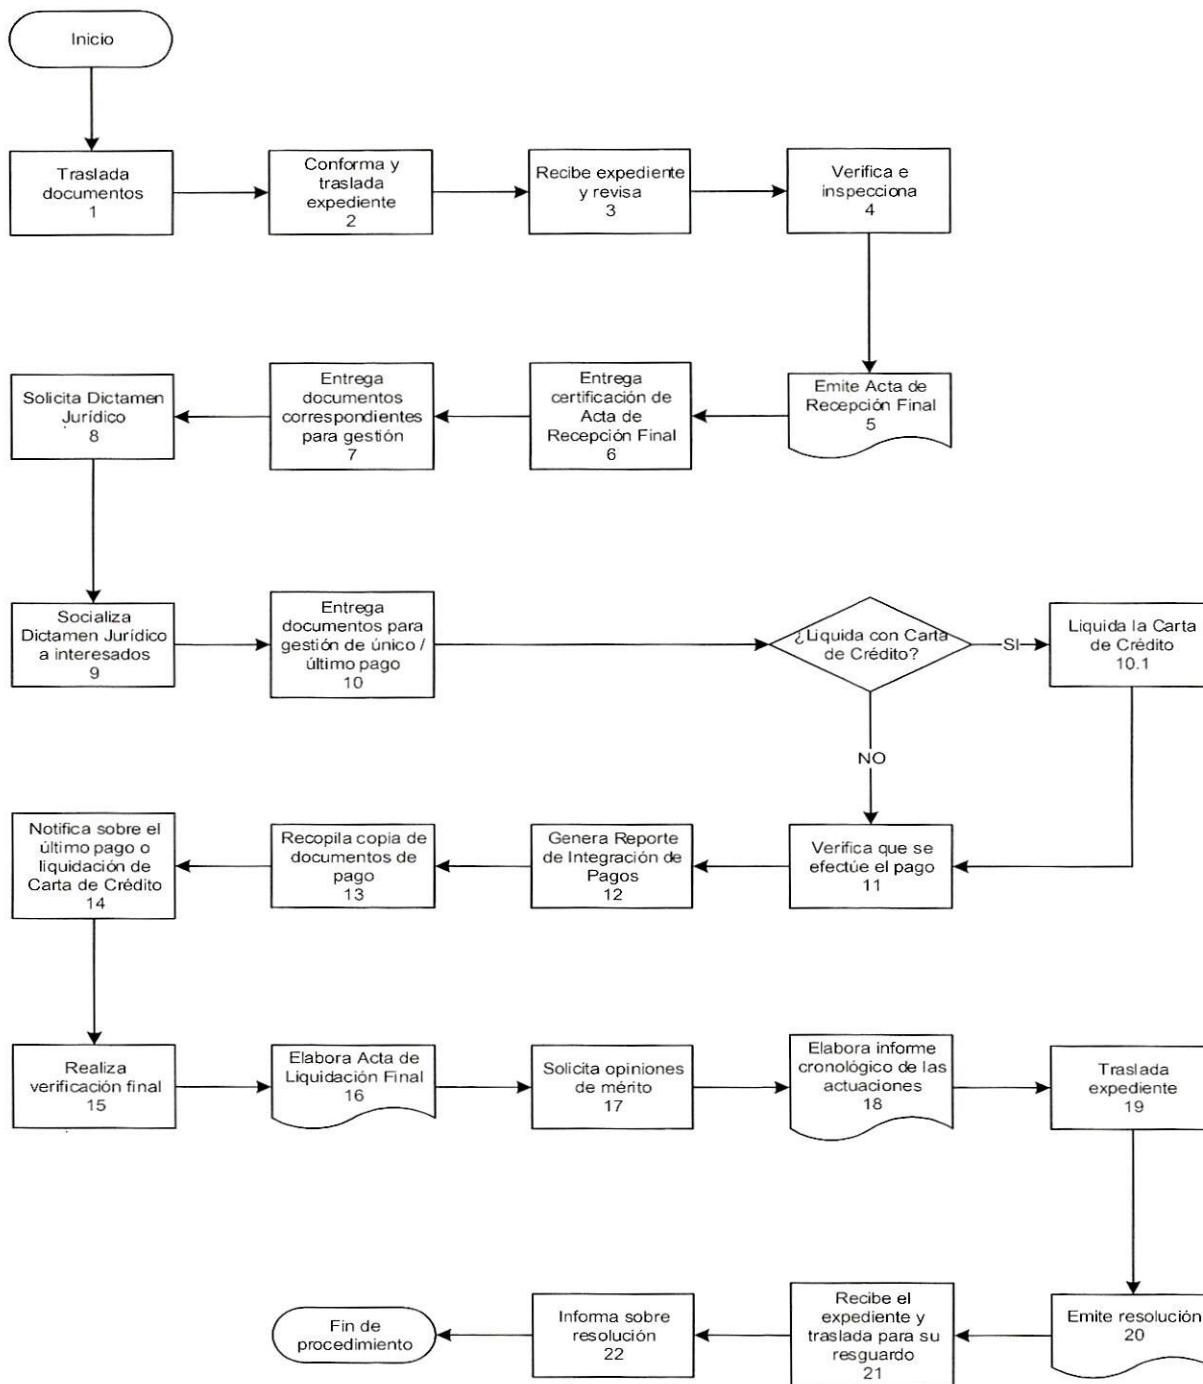 Inicio
Traslada
documentos
1
Conforma y
traslada
expediente
2
Recibe expediente
y revisa
3
Verifica e
inspecciona
4
Emite Acta de
Recepción Final
5
Entrega
certificación de
Acta de
Recepción Final
6
Entrega
documentos
correspondientes
para gestión
7
Solicita Dictamen
Jurídico
8
Socializa
Dictamen Jurídico
a interesados
9
Entrega
documentos para
gestión de único /
último pago
10
¿Liquida con Carta
de Crédito?
SI
Liquida la Carta
de Crédito
10.1
NO
Verifica que se
efectúe el pago
11
Genera Reporte
de Integración de
Pagos
12
Recopila copia de
documentos de
pago
13
Notifica sobre el
último pago o
liquidación de
Carta de Crédito
14
Realiza
verificación final
15
Elabora Acta de
Liquidación Final
16
Solicita opiniones
de mérito
17
Elabora informe
cronológico de las
actuaciones
18
Traslada
expediente
19
Emite resolución
20
Recibe el
expediente y
traslada para su
resguardo
21
Informa sobre
resolución
22
Fin de
procedimiento